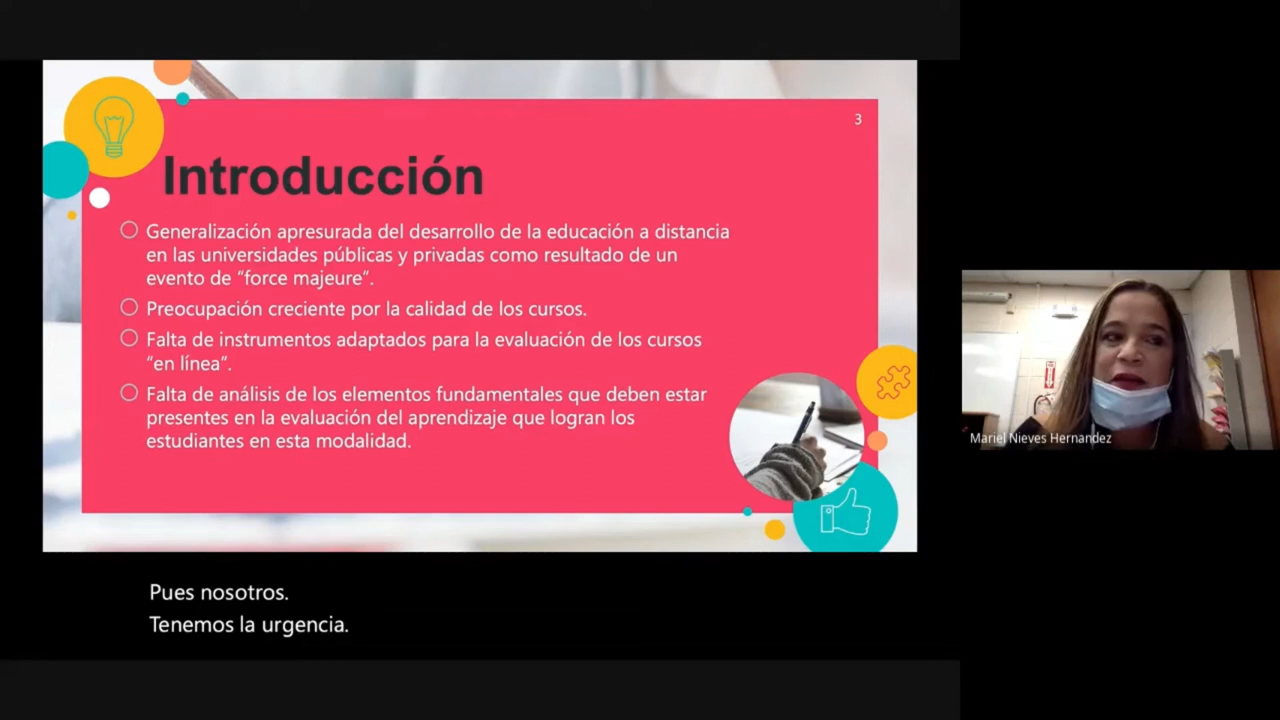 3
Introducción
Generalización apresurada del desarrollo de la educación a distancia
en las universidades públicas y privadas como resultado de un
evento de “force majeure”.
Preocupación creciente por la calidad de los cursos.
Falta de instrumentos adaptados para la evaluación de los cursos
“en línea”.
Falta de análisis de los elementos fundamentales que deben estar
presentes en la evaluación del aprendizaje que logran los
estudiantes en esta modalidad.
Mariel Nieves Hernandez
Pues nosotros.
Tenemos la urgencia.